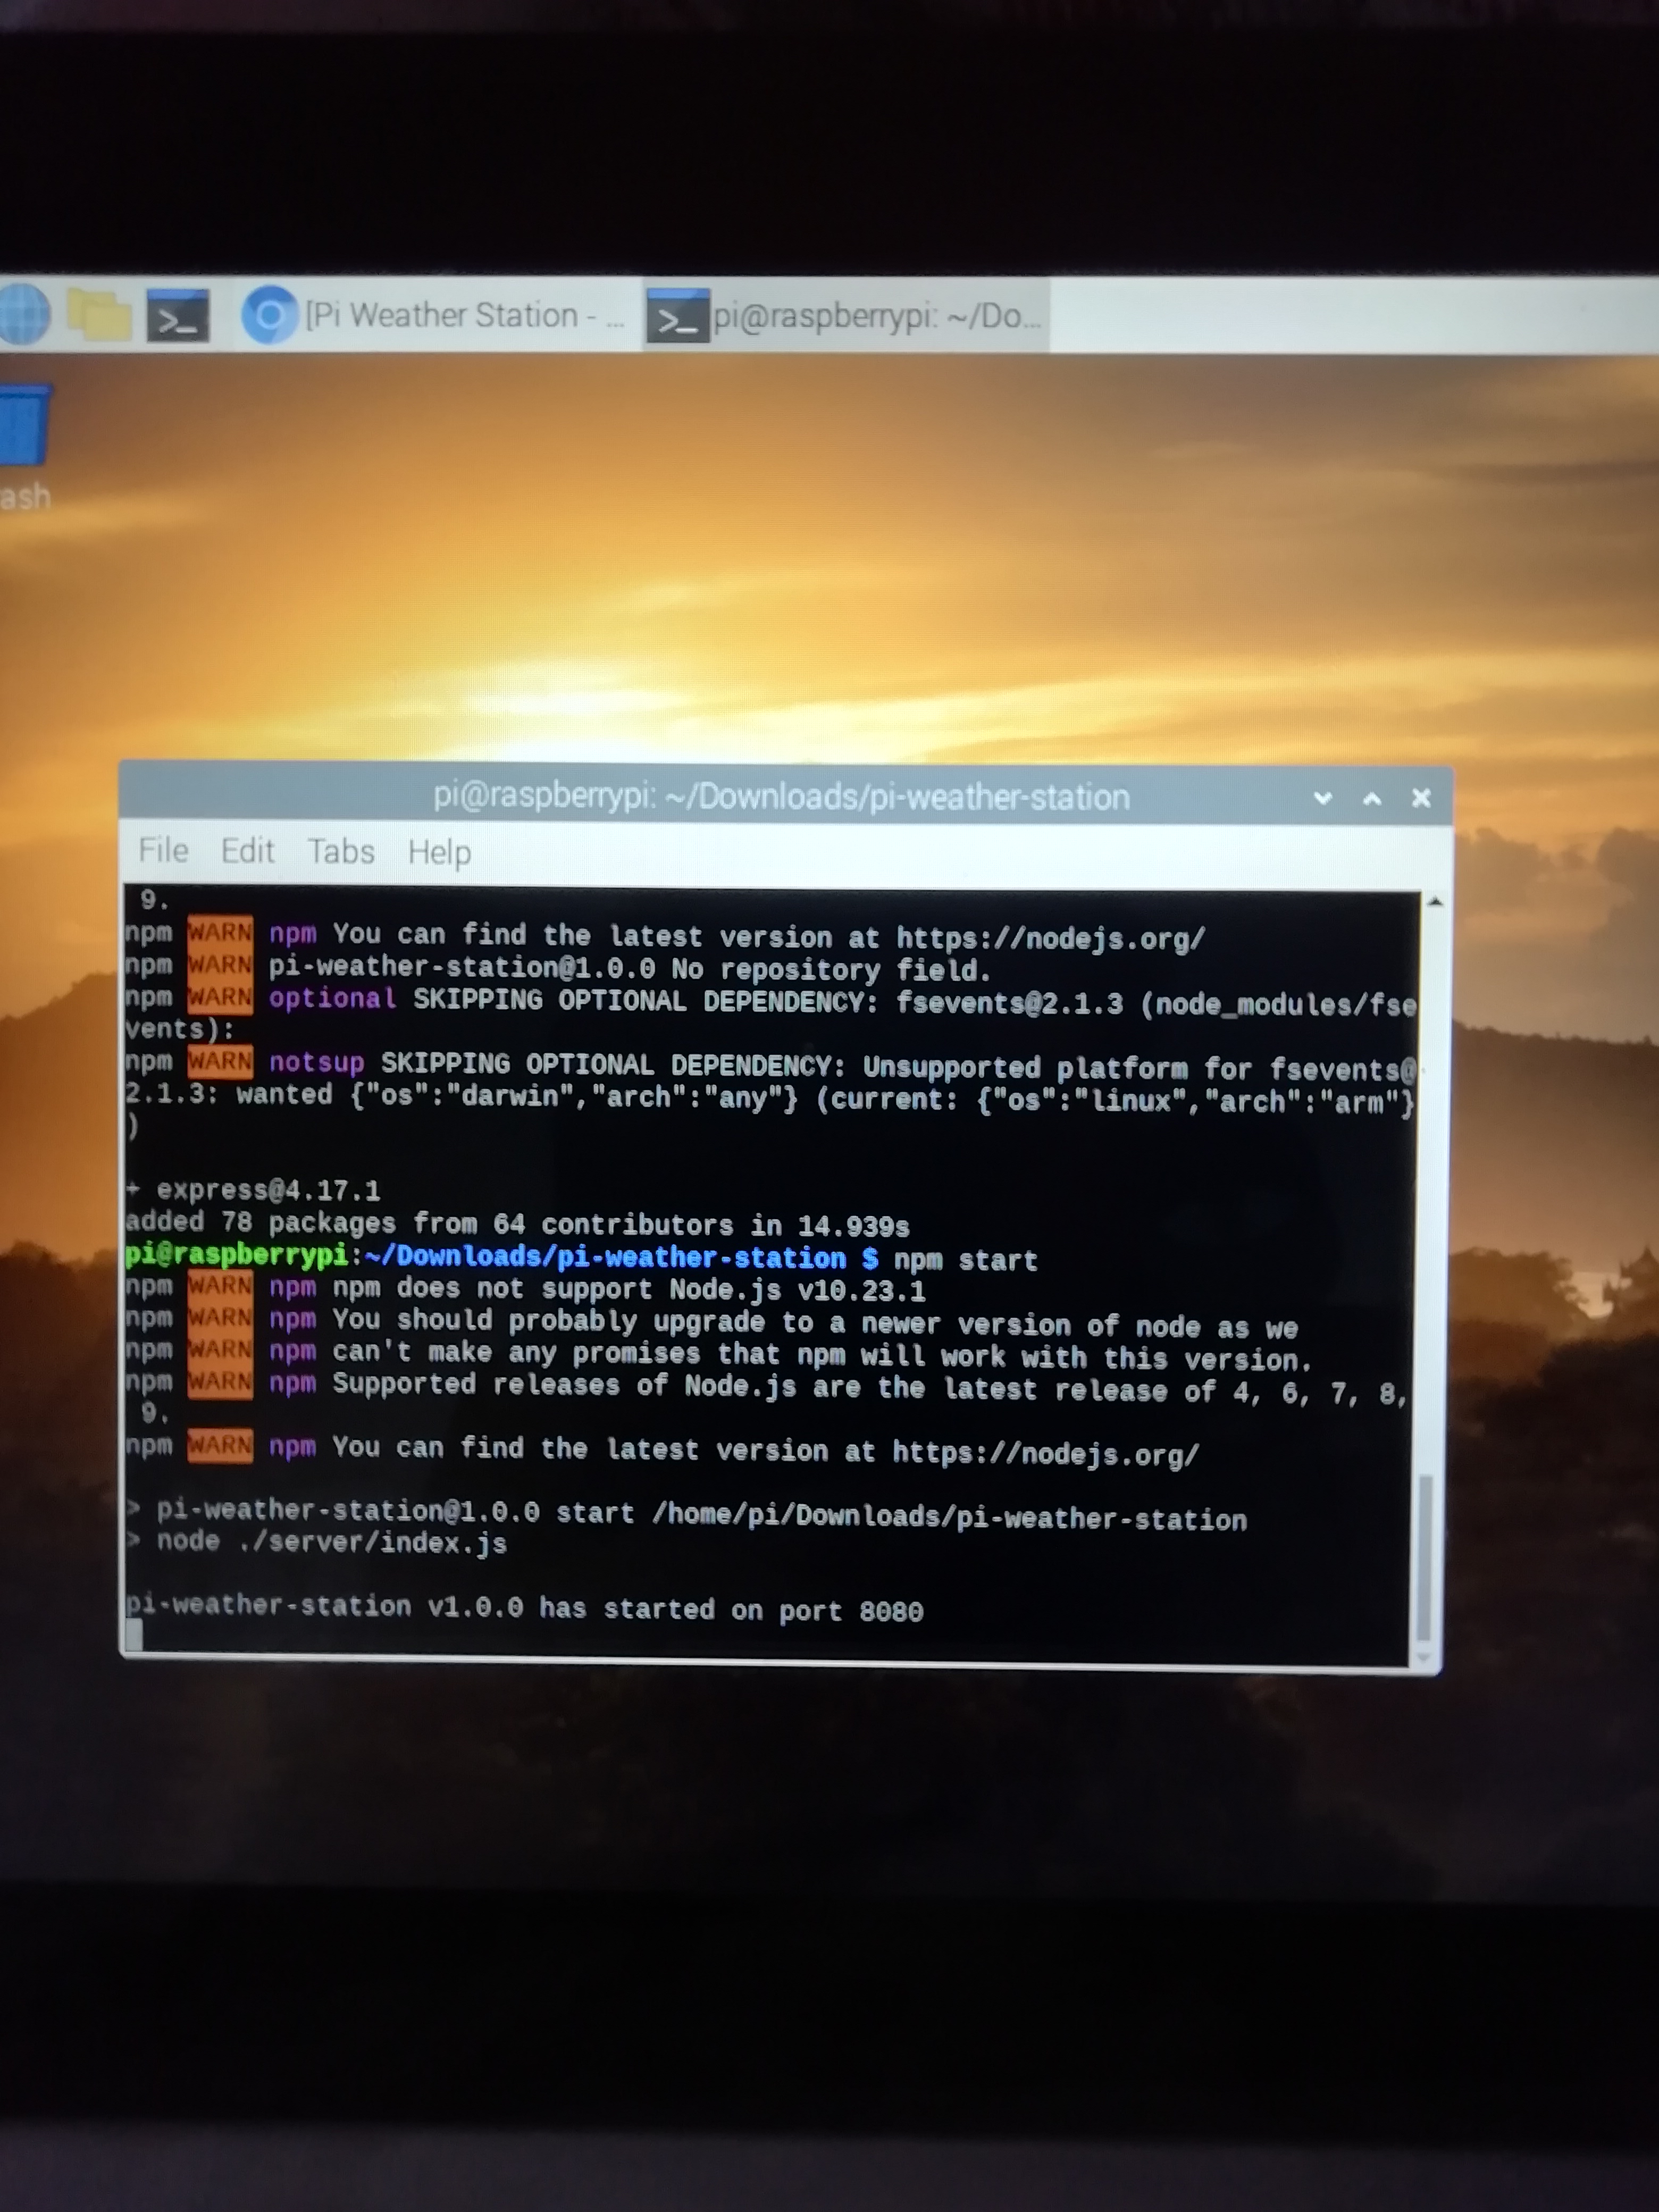 [Pi Weather Station - ...
pi@raspberrypi: ~/Do...
ash
pi@raspberrypi: ~/Downloads/pi-weather-station
File Edit Tabs Help
9.
npm WARN npm You can find the latest version at https://nodejs.org/
npm WARN pi-weather-station@1.0.0 No repository field.
npm WARN optional SKIPPING OPTIONAL DEPENDENCY: fsevents@2.1.3 (node_modules/fse
vents):
npm WARN notsup SKIPPING OPTIONAL DEPENDENCY: Unsupported platform for fsevents@
2.1.3: wanted {"os":"darwin","arch":"any"} (current: {"os":"linux","arch":"arm"}
)
+ express@4.17.1
added 78 packages from 64 contributors in 14.939s
pi@raspberrypi:~/Downloads/pi-weather-station $ npm start
npm WARN npm npm does not support Node.js v10.23.1
npm WARN npm You should probably upgrade to a newer version of node as we
npm WARN npm can't make any promises that npm will work with this version.
npm WARN npm Supported releases of Node.js are the latest release of 4, 6, 7, 8,
9.
npm WARN npm You can find the latest version at https://nodejs.org/
> pi-weather-station@1.0.0 start /home/pi/Downloads/pi-weather-station
> node ./server/index.js
pi-weather-station v1.0.0 has started on port 8080